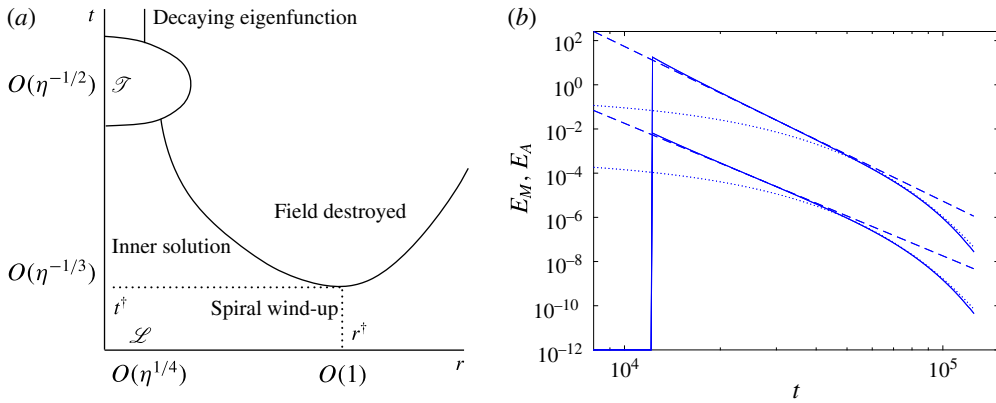 (a)
t
Decaying eigenfunction
O(η^{-1/2})
𝒯
Field destroyed
Inner solution
O(η^{-1/3})
t^†
Spiral wind-up
r^†
ℒ
O(η^{1/4})
O(1)
r
(b)
10^2
10^0
10^{-2}
10^{-4}
10^{-6}
10^{-8}
10^{-10}
10^{-12}
E_M, E_A
10^4
10^5
t